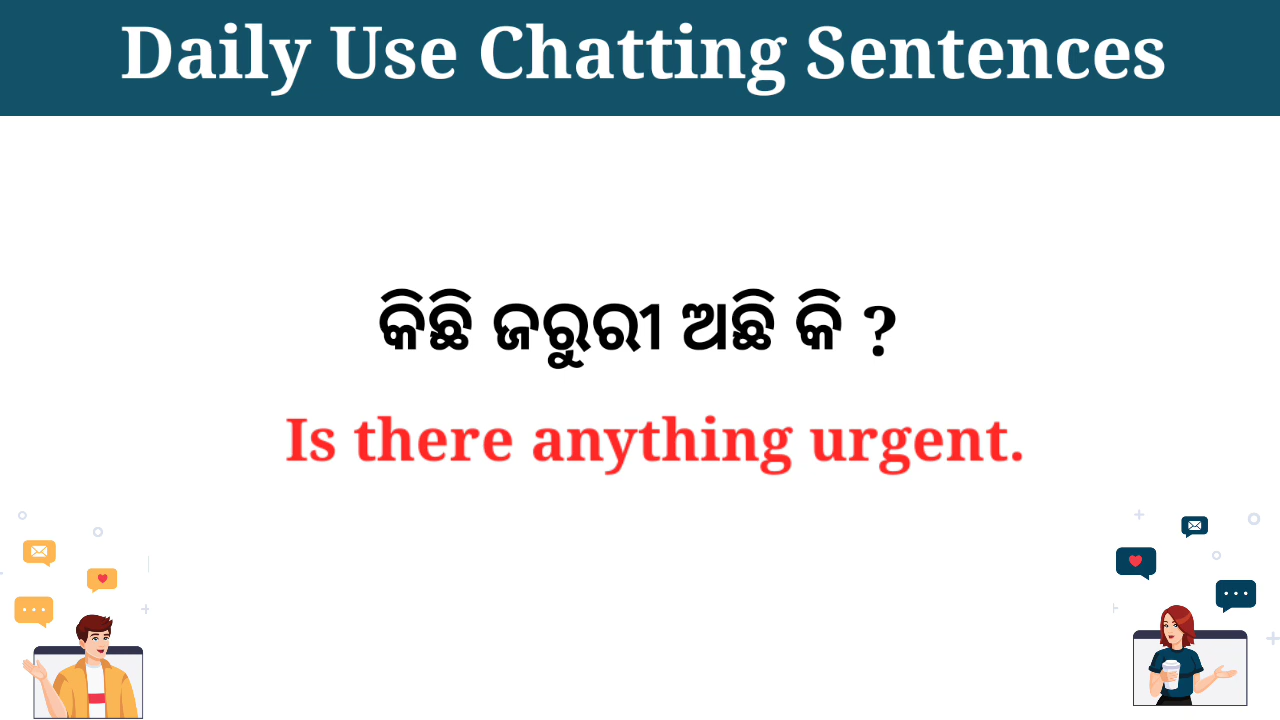 Daily Use Chatting Sentences
କିଛି ଜରୁରୀ ଅଛି କି ?
Is there anything urgent.